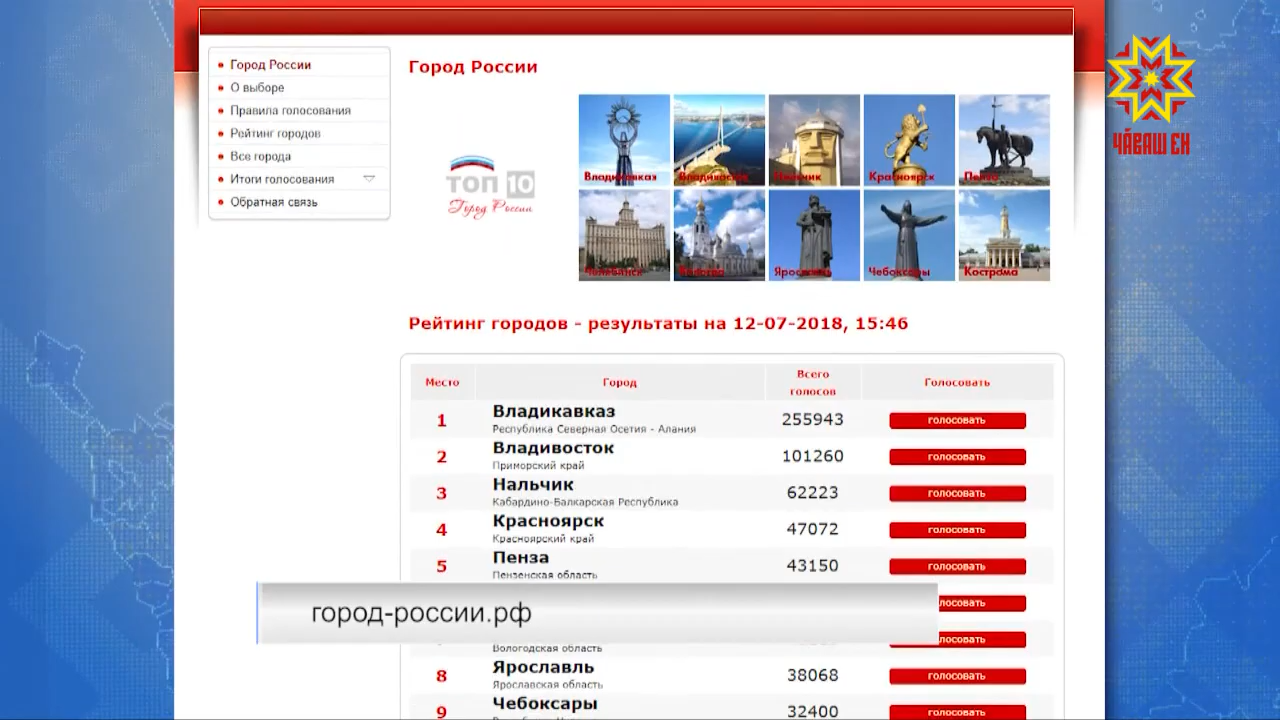 Город России
О выборе
Правила голосования
Рейтинг городов
Все города
Итоги голосования
Обратная связь
Город России
ТОП 10
Город России
Владикавказ
Владивосток
Нальчик
Красноярск
Пенза
Челябинск
Вологда
Ярославль
Чебоксары
Кострома
ЧӐВАШ ЕН
Рейтинг городов - результаты на 12-07-2018, 15:46
Место Город Всего голосов Голосовать
1 Владикавказ 255943 голосовать
Республика Северная Осетия - Алания
2 Владивосток 101260 голосовать
Приморский край
3 Нальчик 62223 голосовать
Кабардино-Балкарская Республика
4 Красноярск 47072 голосовать
Красноярский край
5 Пенза 43150 голосовать
Пензенская область
город-россии.рф
Вологодская область
8 Ярославль 38068 голосовать
Ярославская область
9 Чебоксары 32400 голосовать